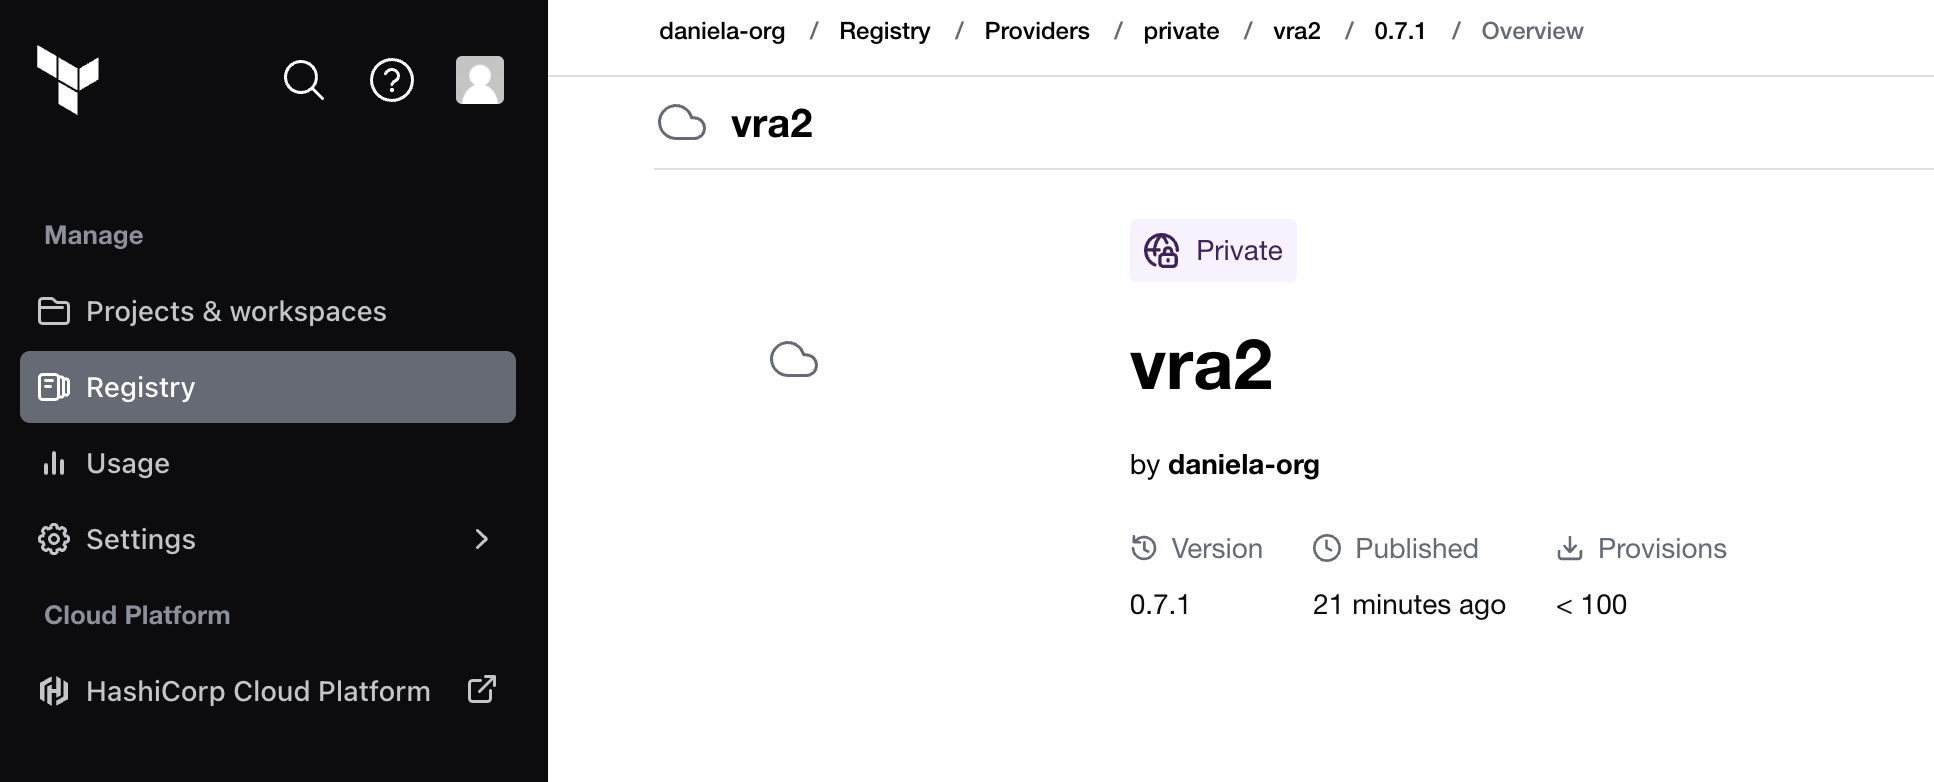 daniela-org / Registry / Providers / private / vra2 / 0.7.1 / Overview
vra2
Manage
Projects & workspaces
Registry
Usage
Settings
Cloud Platform
HashiCorp Cloud Platform
Private
vra2
by daniela-org
Version Published Provisions
0.7.1 21 minutes ago < 100